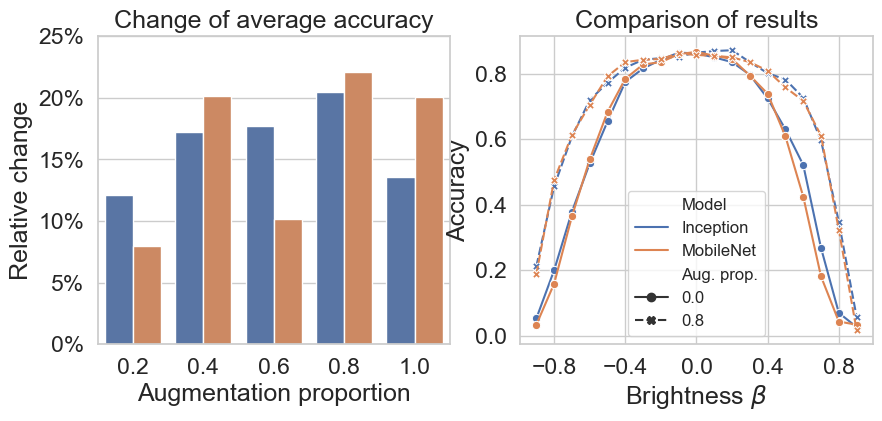 Change of average accuracy
Relative change
25%
20%
15%
10%
5%
0%
0.2 0.4 0.6 0.8 1.0
Augmentation proportion
Comparison of results
Accuracy
0.8
0.6
0.4
0.2
0.0
Model
Inception
MobileNet
Aug. prop.
0.0
0.8
−0.8 −0.4 0.0 0.4 0.8
Brightness β